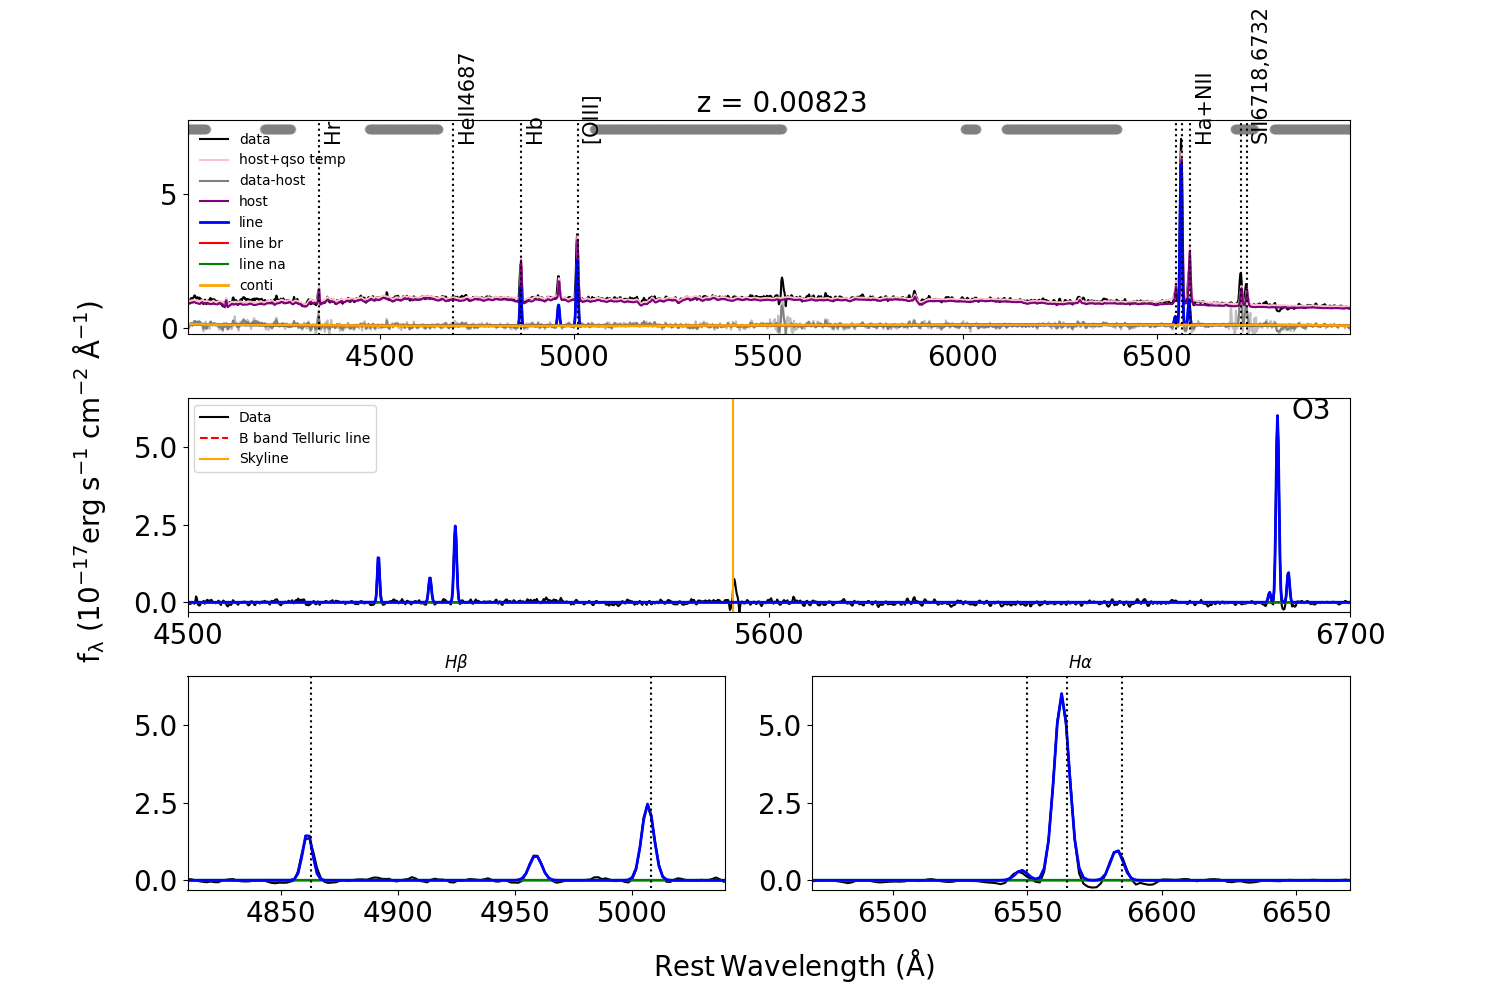 z = 0.00823
Hr
HeII4687
Hb
[OIII]
Ha+NII
SII6718,6732
data
host+qso temp
data-host
host
line
line br
line na
conti
5
0
4500 5000 5500 6000 6500
f_λ (10⁻¹⁷erg s⁻¹ cm⁻² Å⁻¹)
Data
B band Telluric line
Skyline
O3
5.0
2.5
0.0
4500 5600 6700
Hβ
5.0
2.5
0.0
4850 4900 4950 5000
Hα
5.0
2.5
0.0
6500 6550 6600 6650
Rest Wavelength (Å)